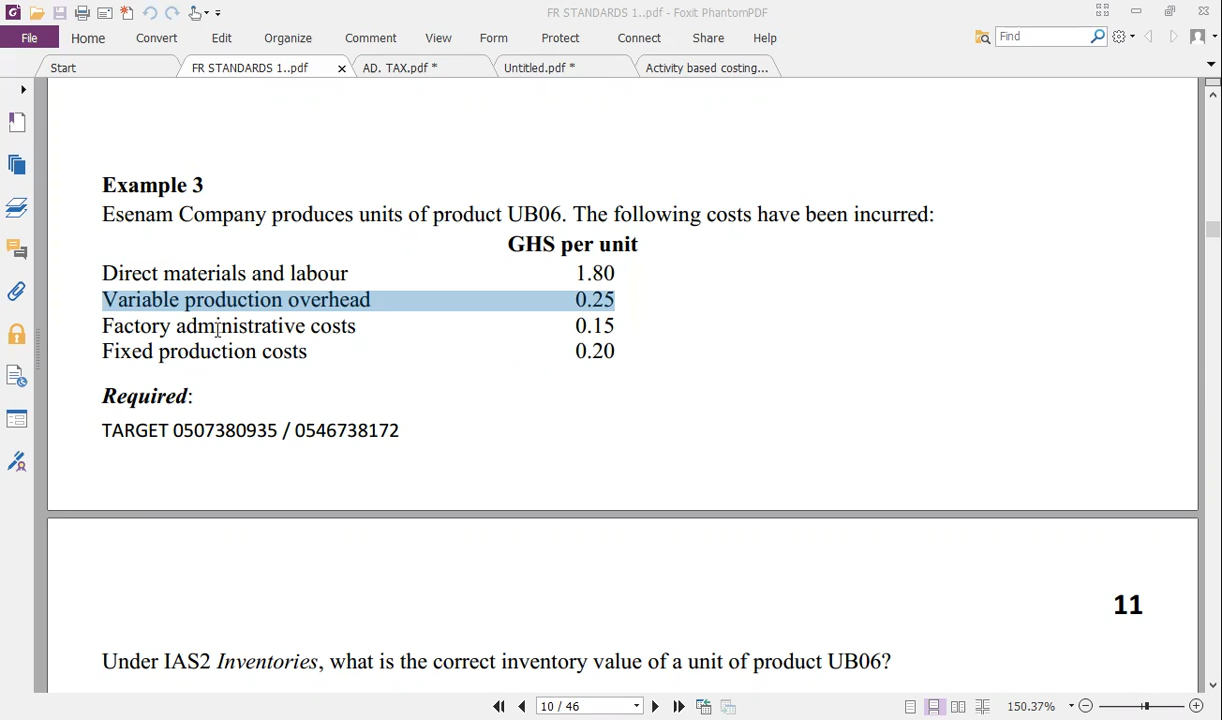 FR STANDARDS 1..pdf - Foxit PhantomPDF
File Home Convert Edit Organize Comment View Form Protect Connect Share Help Find
Start FR STANDARDS 1..pdf AD. TAX.pdf * Untitled.pdf * Activity based costing...
Example 3
Esenam Company produces units of product UB06. The following costs have been incurred:
GHS per unit
Direct materials and labour 1.80
Variable production overhead 0.25
Factory administrative costs 0.15
Fixed production costs 0.20
Required:
TARGET 0507380935 / 0546738172
11
Under IAS2 Inventories, what is the correct inventory value of a unit of product UB06?
10 / 46 150.37%